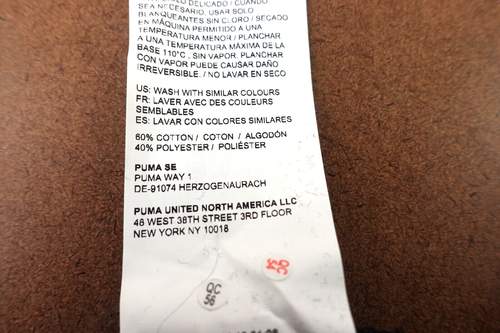 DELICADO / CUANDO
SEA NECESARIO, USAR SOLO
BLANQUEANTES SIN CLORO / SECADO
EN MÁQUINA PERMITIDO A UNA
TEMPERATURA MENOR / PLANCHAR
A UNA TEMPERATURA MÁXIMA DE LA
BASE 110°C , SIN VAPOR. PLANCHAR
CON VAPOR PUEDE CAUSAR DAÑO
IRREVERSIBLE. / NO LAVAR EN SECO
US: WASH WITH SIMILAR COLOURS
FR: LAVER AVEC DES COULEURS
SEMBLABLES
ES: LAVAR CON COLORES SIMILARES
60% COTTON / COTON / ALGODÓN
40% POLYESTER / POLIÉSTER
PUMA SE
PUMA WAY 1
DE-91074 HERZOGENAURACH
PUMA UNITED NORTH AMERICA LLC
48 WEST 38TH STREET 3RD FLOOR
NEW YORK NY 10018
QC
QC
56